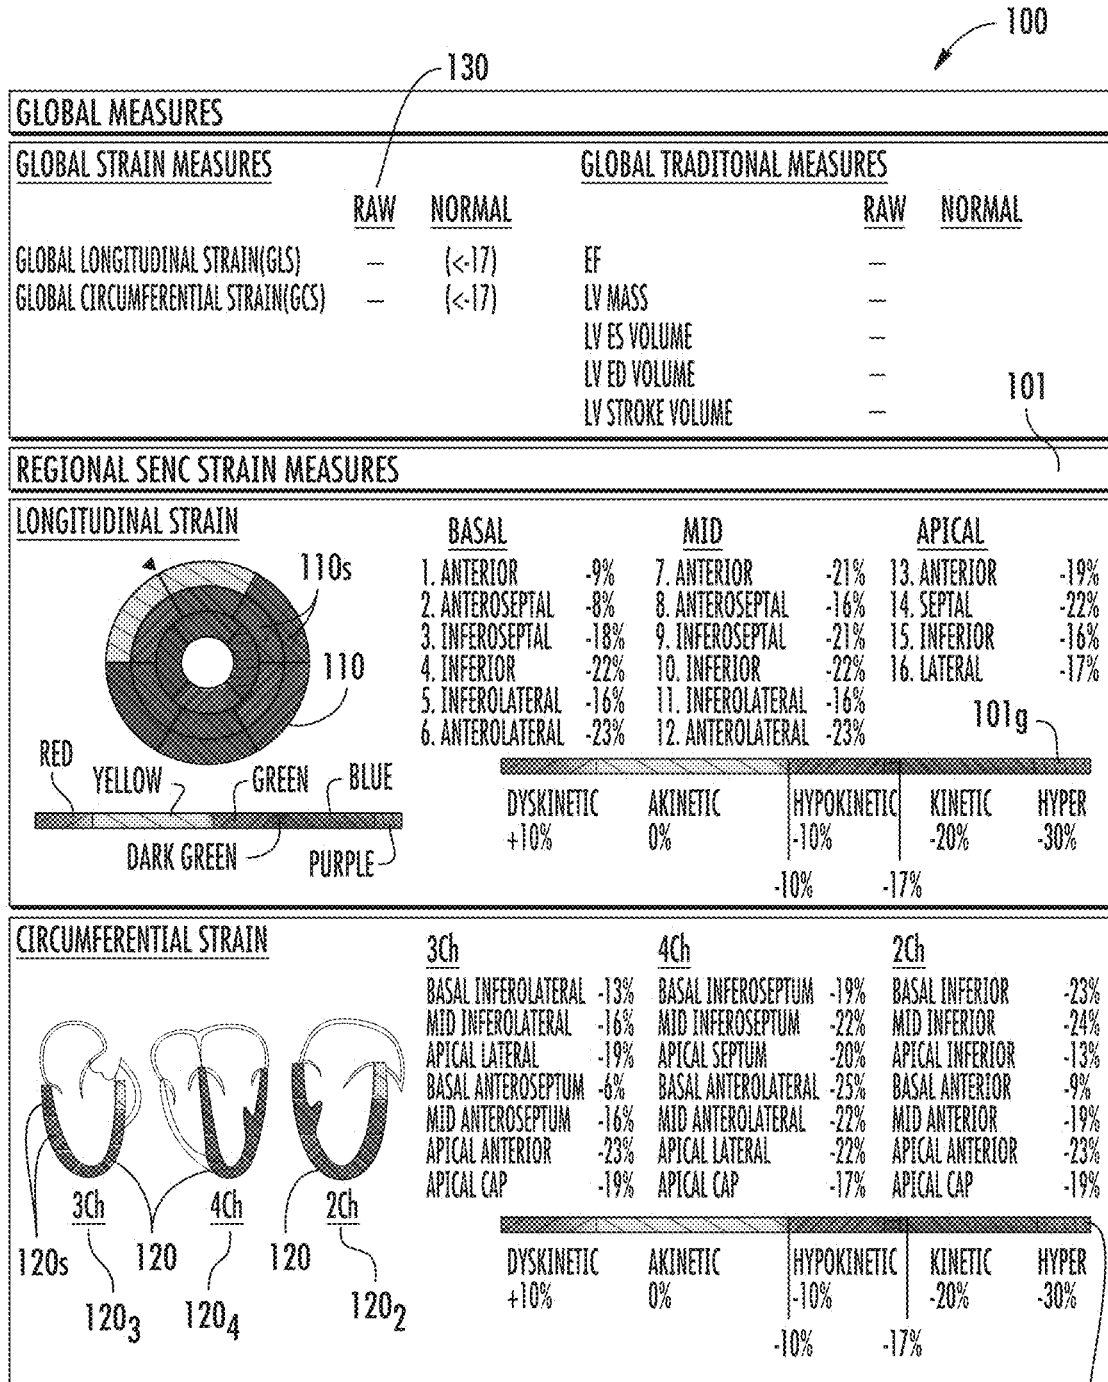 100
130
GLOBAL MEASURES
GLOBAL STRAIN MEASURES
RAW NORMAL
GLOBAL LONGITUDINAL STRAIN(GLS) — (<-17)
GLOBAL CIRCUMFERENTIAL STRAIN(GCS) — (<-17)
GLOBAL TRADITONAL MEASURES
RAW NORMAL
EF —
LV MASS —
LV ES VOLUME —
LV ED VOLUME —
LV STROKE VOLUME —
101
REGIONAL SENC STRAIN MEASURES
LONGITUDINAL STRAIN
110s
110
RED
YELLOW
GREEN
BLUE
DARK GREEN
PURPLE
BASAL
1. ANTERIOR -9%
2. ANTEROSEPTAL -8%
3. INFEROSEPTAL -18%
4. INFERIOR -22%
5. INFEROLATERAL -16%
6. ANTEROLATERAL -23%
MID
7. ANTERIOR -21%
8. ANTEROSEPTAL -16%
9. INFEROSEPTAL -21%
10. INFERIOR -22%
11. INFEROLATERAL -16%
12. ANTEROLATERAL -23%
APICAL
13. ANTERIOR -19%
14. SEPTAL -22%
15. INFERIOR -16%
16. LATERAL -17%
101g
DYSKINETIC AKINETIC HYPOKINETIC KINETIC HYPER
+10% 0% -10% -20% -30%
-10% -17%
CIRCUMFERENTIAL STRAIN
3Ch 4Ch 2Ch
120s 120 120
120₃ 120₄ 120₂
3Ch
BASAL INFEROLATERAL -13%
MID INFEROLATERAL -16%
APICAL LATERAL -19%
BASAL ANTEROSEPTUM -6%
MID ANTEROSEPTUM -16%
APICAL ANTERIOR -23%
APICAL CAP -19%
4Ch
BASAL INFEROSEPTUM -19%
MID INFEROSEPTUM -22%
APICAL SEPTUM -20%
BASAL ANTEROLATERAL -25%
MID ANTEROLATERAL -22%
APICAL LATERAL -22%
APICAL CAP -17%
2Ch
BASAL INFERIOR -23%
MID INFERIOR -24%
APICAL INFERIOR -13%
BASAL ANTERIOR -9%
MID ANTERIOR -19%
APICAL ANTERIOR -23%
APICAL CAP -19%
DYSKINETIC AKINETIC HYPOKINETIC KINETIC HYPER
+10% 0% -10% -20% -30%
-10% -17%